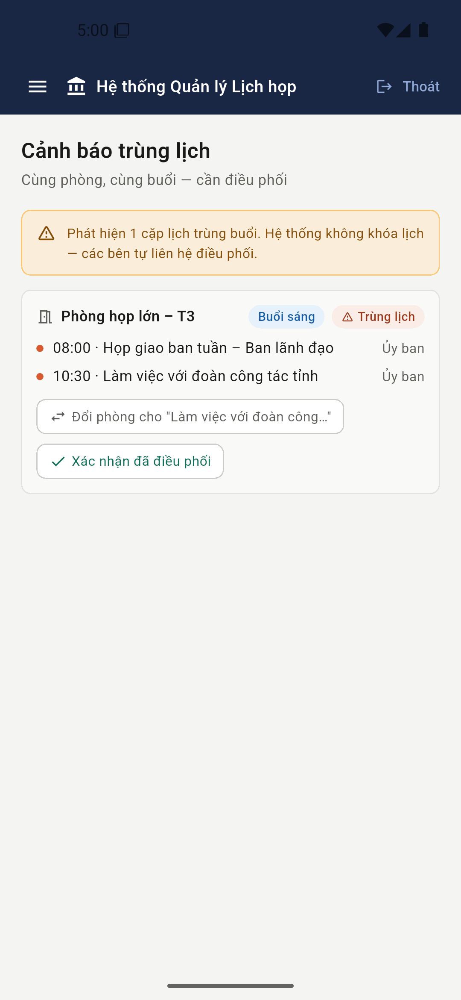 5:00
Hệ thống Quản lý Lịch họp
Thoát
Cảnh báo trùng lịch
Cùng phòng, cùng buổi — cần điều phối
Phát hiện 1 cặp lịch trùng buổi. Hệ thống không khóa lịch
— các bên tự liên hệ điều phối.
Phòng họp lớn – T3
Buổi sáng
Trùng lịch
08:00 · Họp giao ban tuần – Ban lãnh đạo
Ủy ban
10:30 · Làm việc với đoàn công tác tỉnh
Ủy ban
Đổi phòng cho "Làm việc với đoàn công…"
Xác nhận đã điều phối